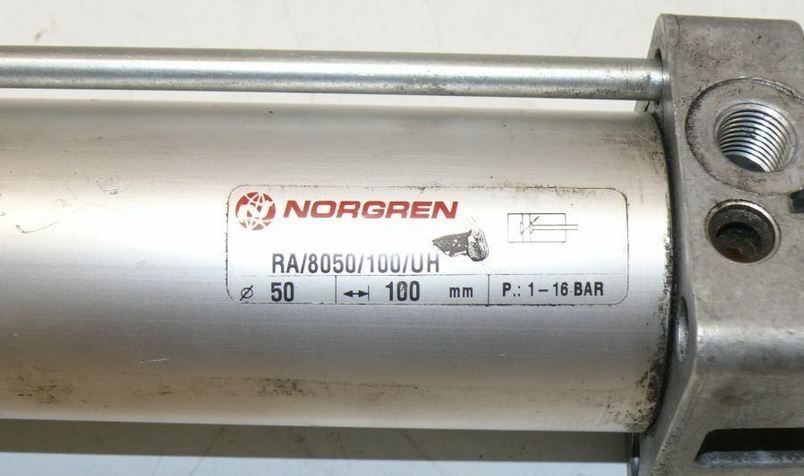 NORGREN
RA/8050/100/UH
ø 50 ↔ 100 mm P.: 1-16 BAR